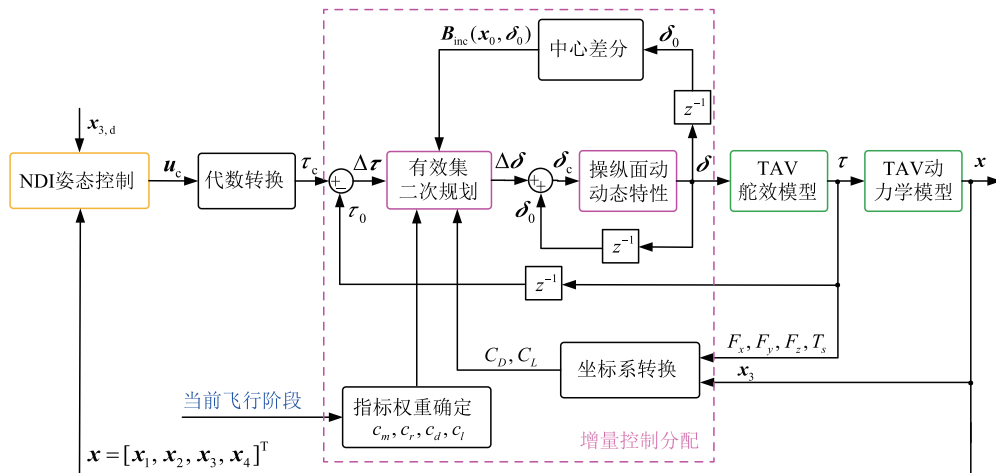 B_inc(x_0, δ_0)
中心差分
δ_0
z^{-1}
x_{3,d}
NDI姿态控制
u_c
代数转换
τ_c
+
−
Δτ
有效集
二次规划
Δδ
+
+
δ_c
操纵面动
动态特性
δ
TAV
舵效模型
τ
TAV动
力学模型
x
τ_0
δ_0
z^{-1}
z^{-1}
F_x, F_y, F_z, T_s
C_D, C_L
坐标系转换
x_3
当前飞行阶段
指标权重确定
c_m, c_r, c_d, c_l
增量控制分配
x = [x_1, x_2, x_3, x_4]^T